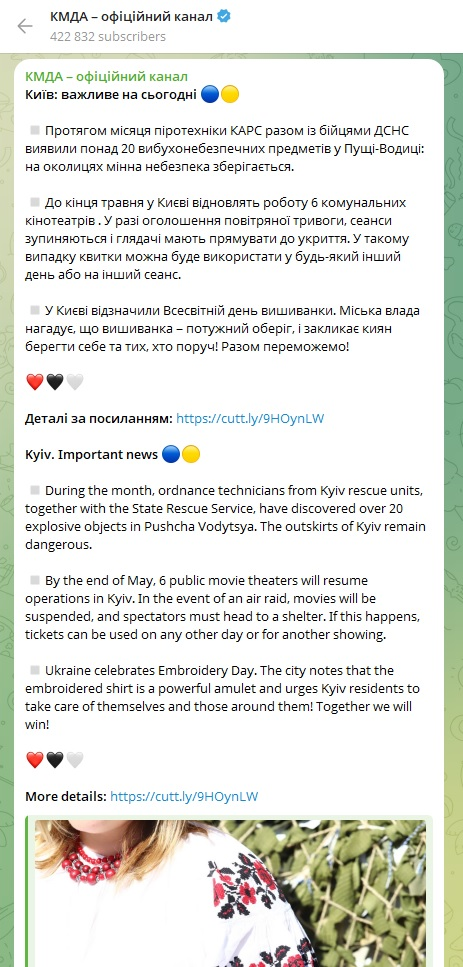 КМДА – офіційний канал
422 832 subscribers
КМДА – офіційний канал
Київ: важливе на сьогодні
Протягом місяця піротехніки КАРС разом із бійцями ДСНС
виявили понад 20 вибухонебезпечних предметів у Пущі-Водиці:
на околицях мінна небезпека зберігається.
До кінця травня у Києві відновлять роботу 6 комунальних
кінотеатрів . У разі оголошення повітряної тривоги, сеанси
зупиняються і глядачі мають прямувати до укриття. У такому
випадку квитки можна буде використати у будь-який інший
день або на інший сеанс.
У Києві відзначили Всесвітній день вишиванки. Міська влада
нагадує, що вишиванка – потужний оберіг, і закликає киян
берегти себе та тих, хто поруч! Разом переможемо!
Деталі за посиланням: https://cutt.ly/9HOynLW
Kyiv. Important news
During the month, ordnance technicians from Kyiv rescue units,
together with the State Rescue Service, have discovered over 20
explosive objects in Pushcha Vodytsya. The outskirts of Kyiv remain
dangerous.
By the end of May, 6 public movie theaters will resume
operations in Kyiv. In the event of an air raid, movies will be
suspended, and spectators must head to a shelter. If this happens,
tickets can be used on any other day or for another showing.
Ukraine celebrates Embroidery Day. The city notes that the
embroidered shirt is a powerful amulet and urges Kyiv residents to
take care of themselves and those around them! Together we will
win!
More details: https://cutt.ly/9HOynLW